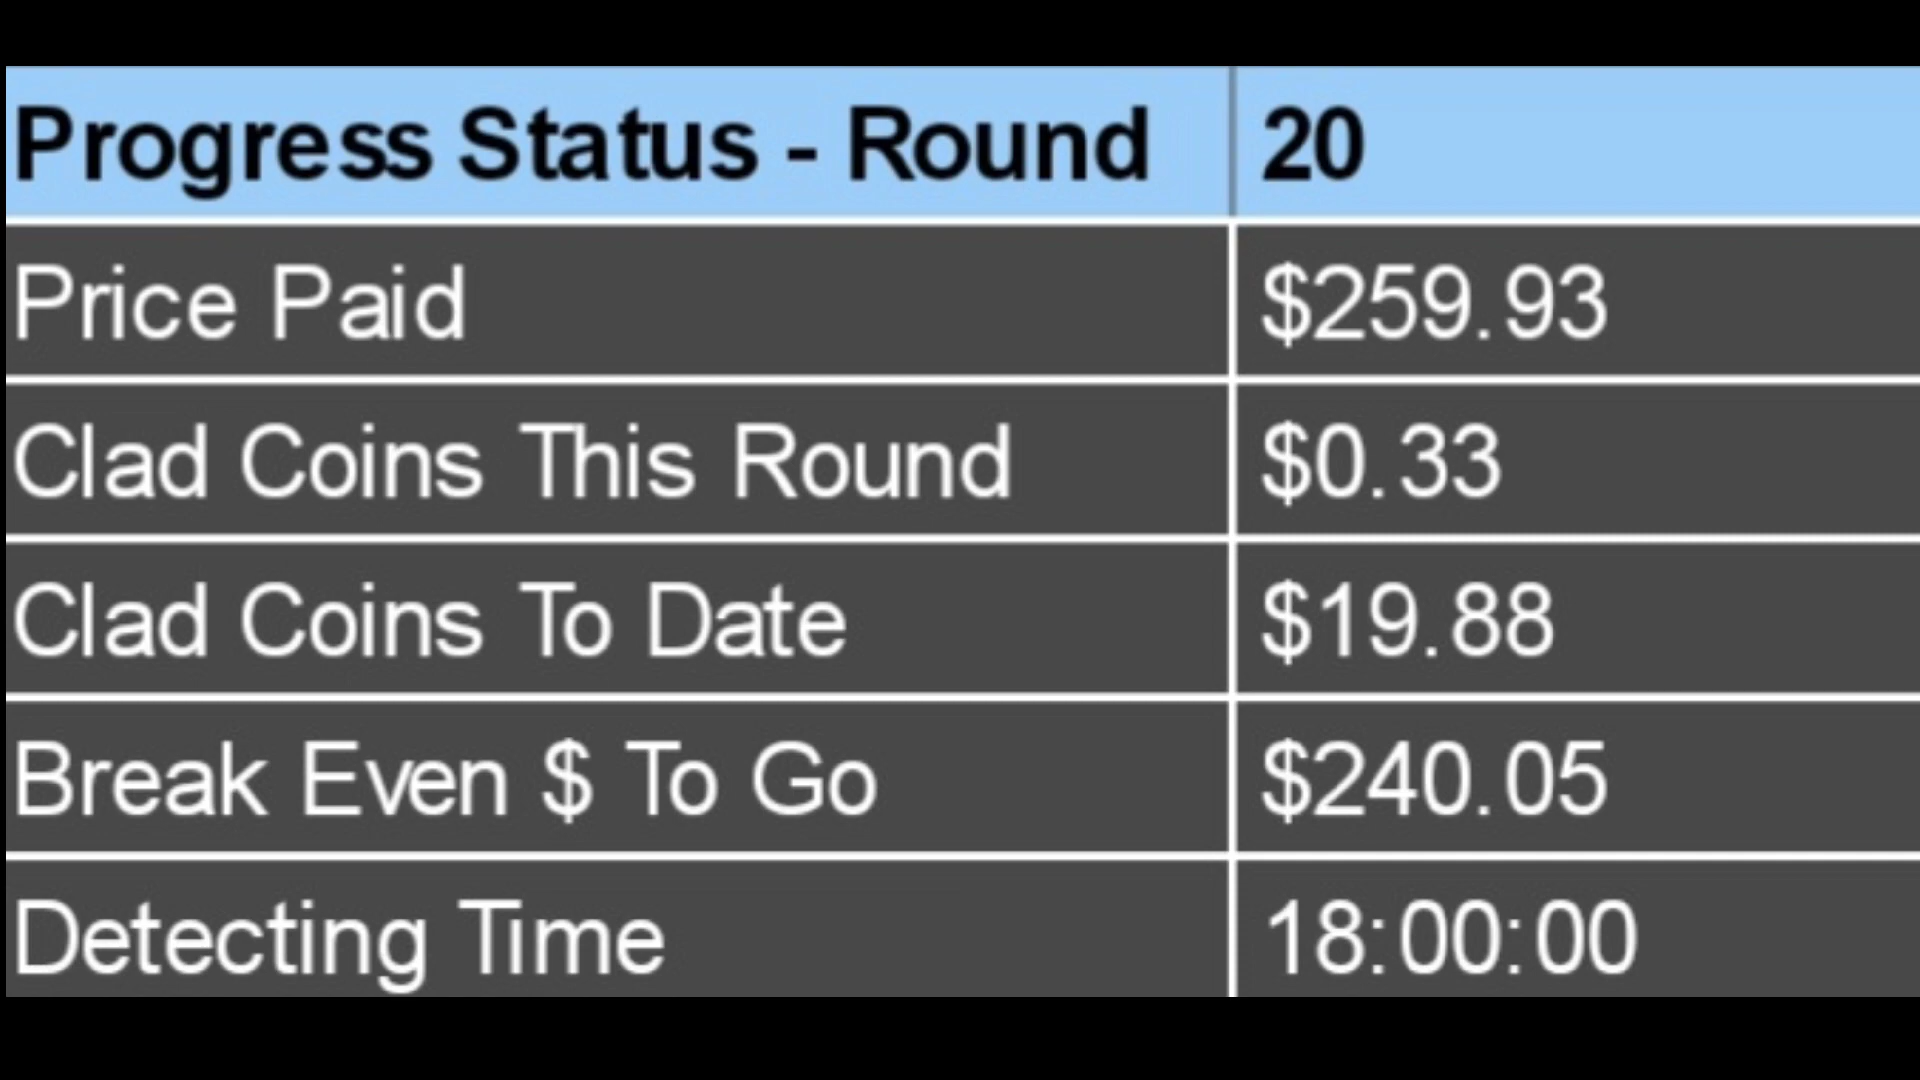 Progress Status - Round 20
Price Paid $259.93
Clad Coins This Round $0.33
Clad Coins To Date $19.88
Break Even $ To Go $240.05
Detecting Time 18:00:00